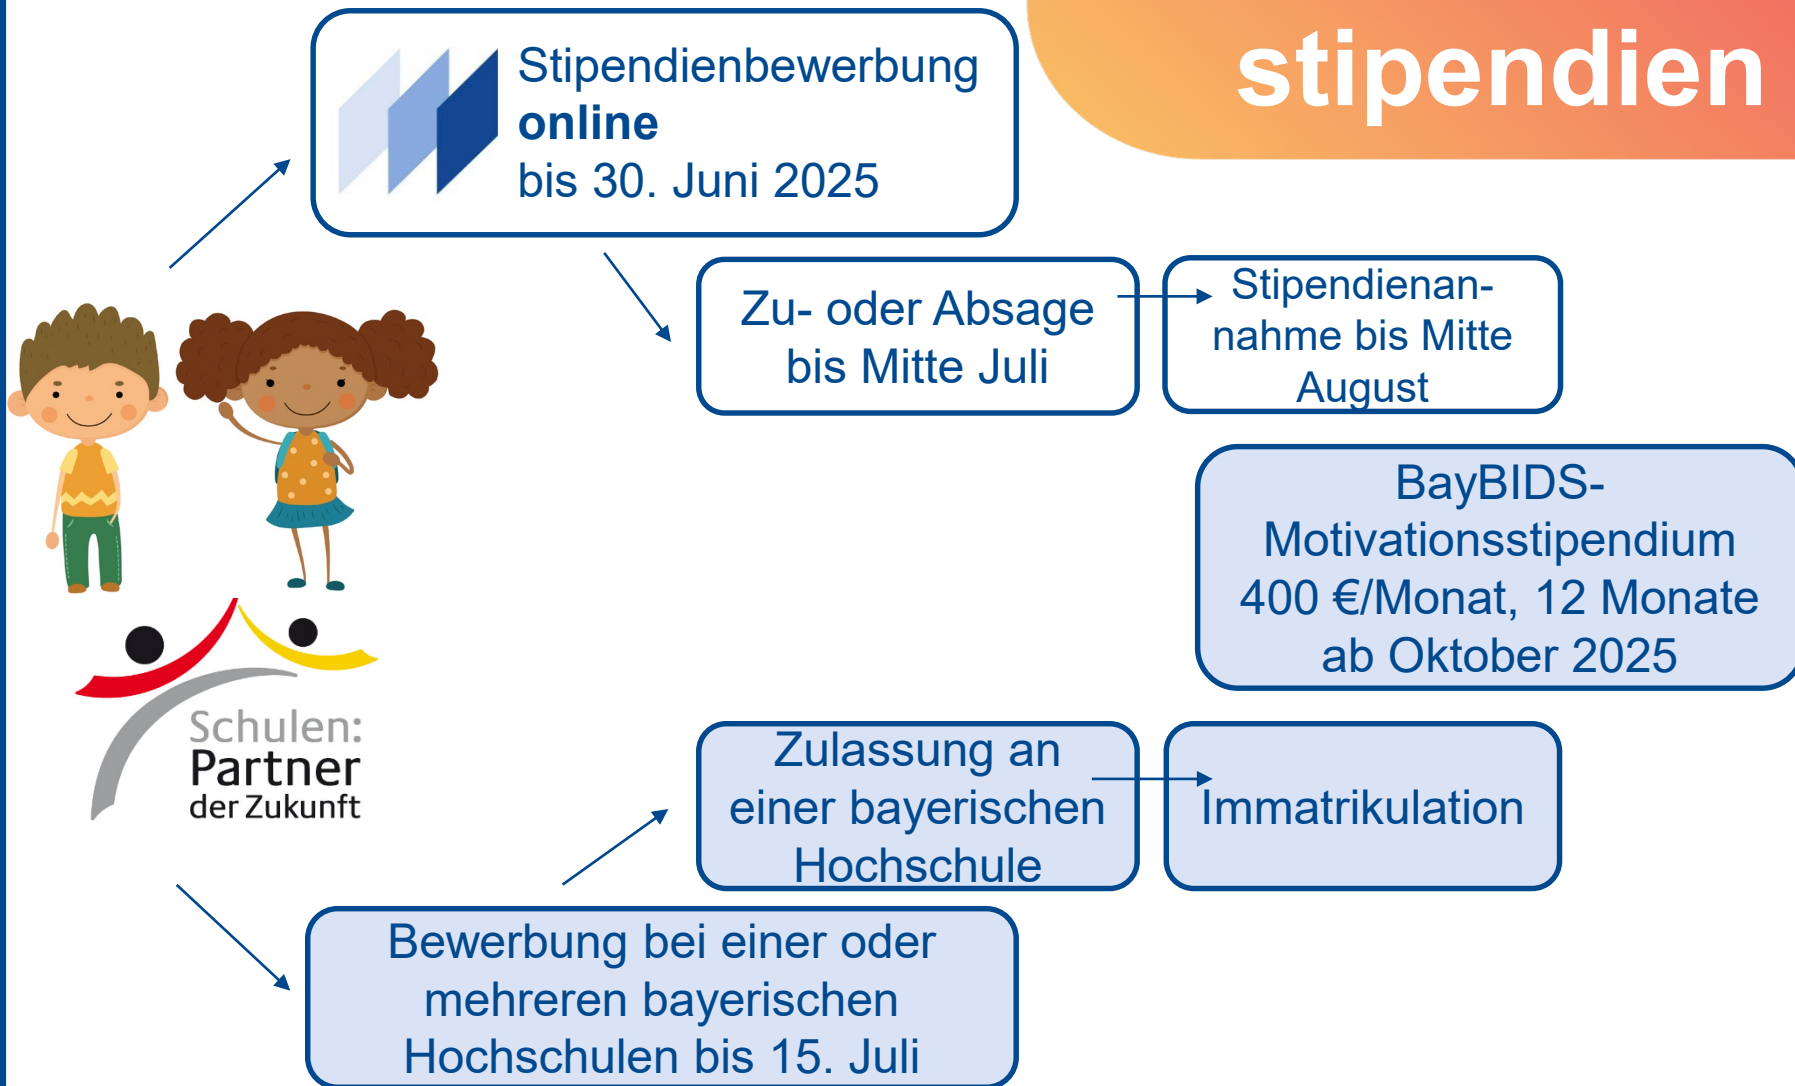 stipendien
Stipendienbewerbung
online
bis 30. Juni 2025
Zu- oder Absage
bis Mitte Juli
Stipendienan-
nahme bis Mitte
August
BayBIDS-
Motivationsstipendium
400 €/Monat, 12 Monate
ab Oktober 2025
Schulen:
Partner
der Zukunft
Zulassung an
einer bayerischen
Hochschule
Immatrikulation
Bewerbung bei einer oder
mehreren bayerischen
Hochschulen bis 15. Juli